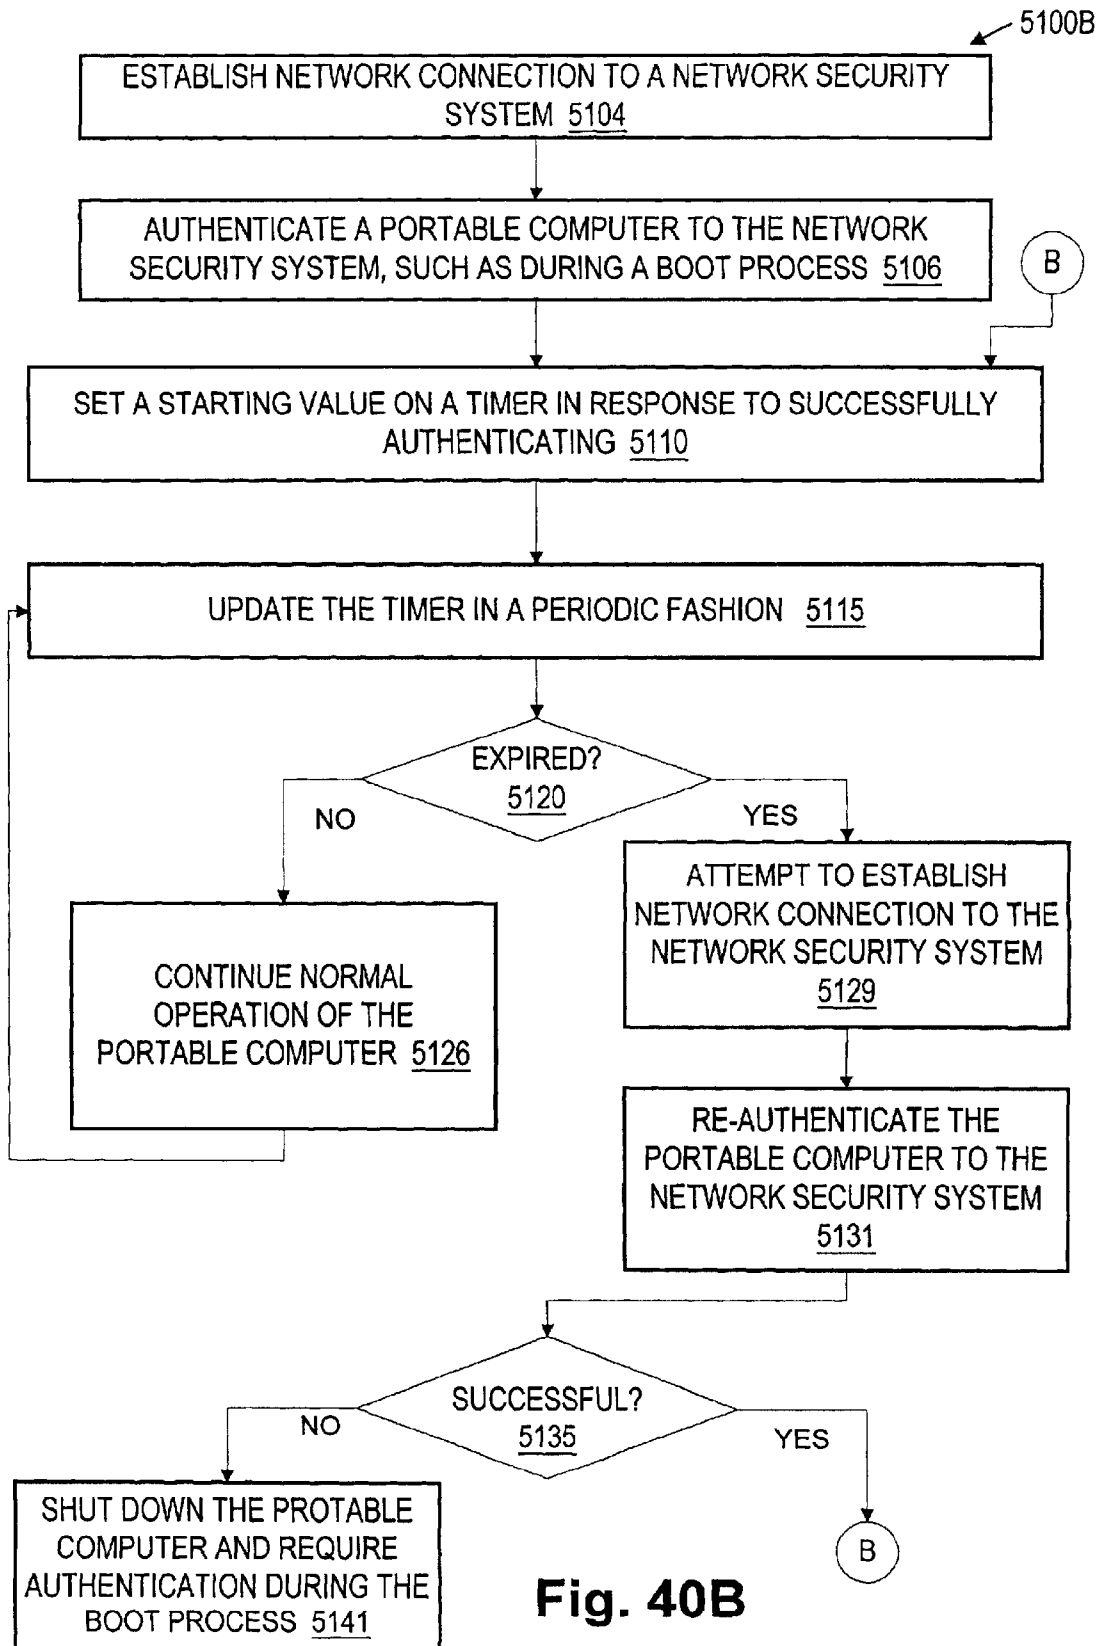 5100B
ESTABLISH NETWORK CONNECTION TO A NETWORK SECURITY
SYSTEM 5104
AUTHENTICATE A PORTABLE COMPUTER TO THE NETWORK
SECURITY SYSTEM, SUCH AS DURING A BOOT PROCESS 5106
B
SET A STARTING VALUE ON A TIMER IN RESPONSE TO SUCCESSFULLY
AUTHENTICATING 5110
UPDATE THE TIMER IN A PERIODIC FASHION 5115
EXPIRED?
5120
NO
YES
CONTINUE NORMAL
OPERATION OF THE
PORTABLE COMPUTER 5126
ATTEMPT TO ESTABLISH
NETWORK CONNECTION TO THE
NETWORK SECURITY SYSTEM
5129
RE-AUTHENTICATE THE
PORTABLE COMPUTER TO THE
NETWORK SECURITY SYSTEM
5131
SUCCESSFUL?
5135
NO
YES
SHUT DOWN THE PROTABLE
COMPUTER AND REQUIRE
AUTHENTICATION DURING THE
BOOT PROCESS 5141
B
Fig. 40B